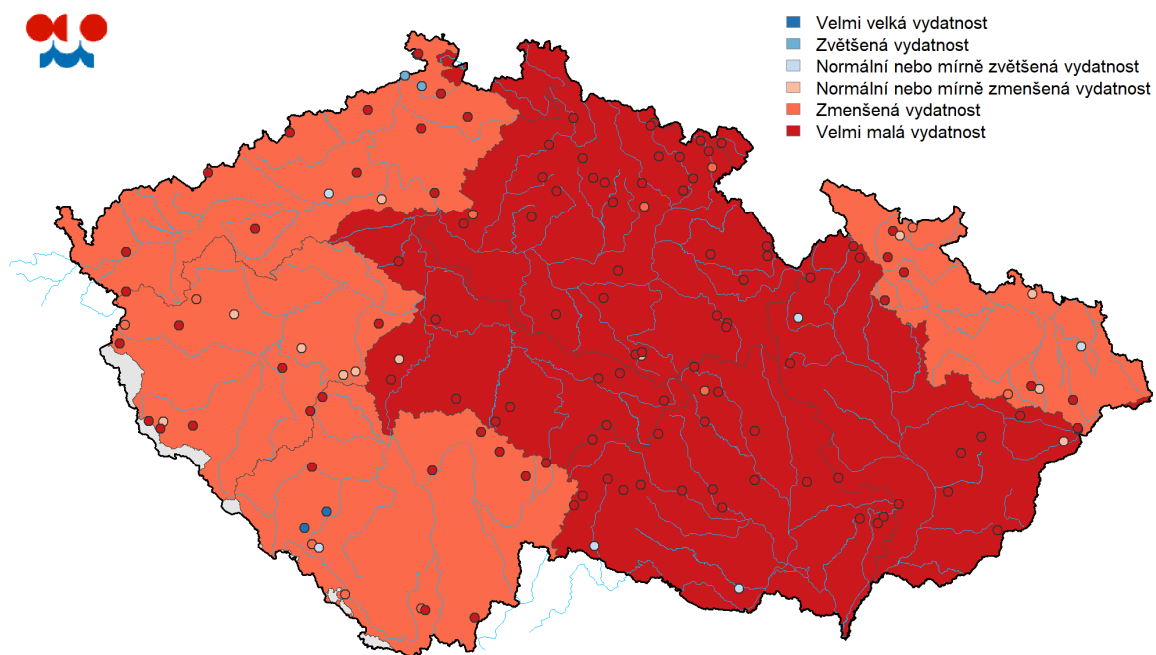 Velmi velká vydatnost
Zvětšená vydatnost
Normální nebo mírně zvětšená vydatnost
Normální nebo mírně zmenšená vydatnost
Zmenšená vydatnost
Velmi malá vydatnost